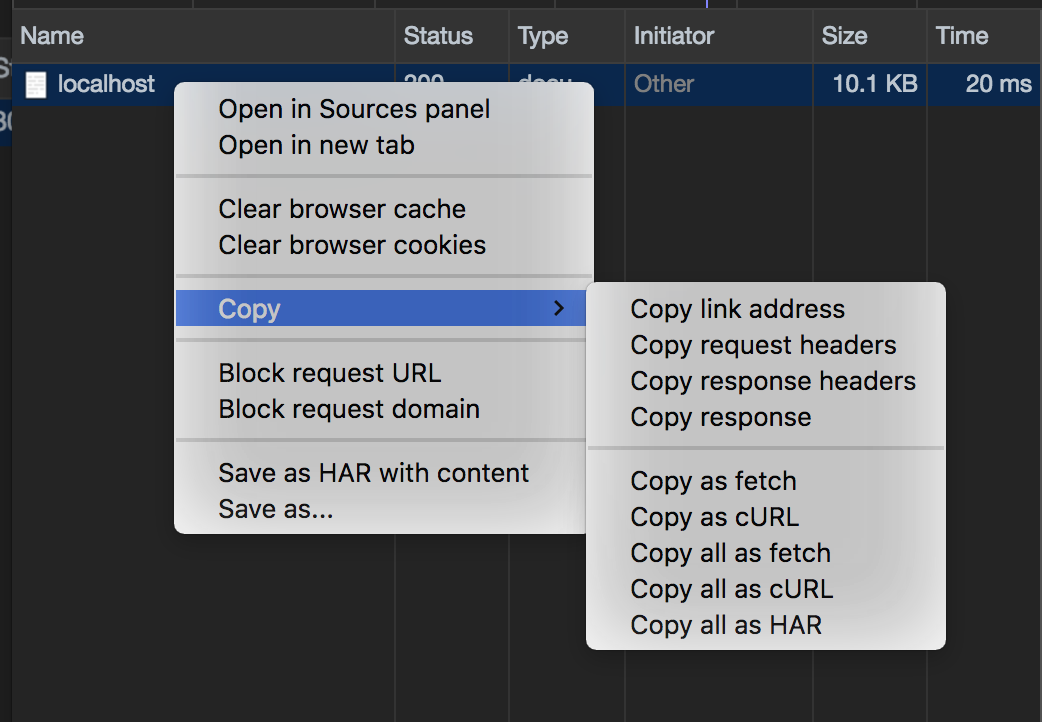 Name Status Type Initiator Size Time
localhost 200 docu Other 10.1 KB 20 ms
Open in Sources panel
Open in new tab
Clear browser cache
Clear browser cookies
Copy
Block request URL
Block request domain
Save as HAR with content
Save as...
Copy link address
Copy request headers
Copy response headers
Copy response
Copy as fetch
Copy as cURL
Copy all as fetch
Copy all as cURL
Copy all as HAR